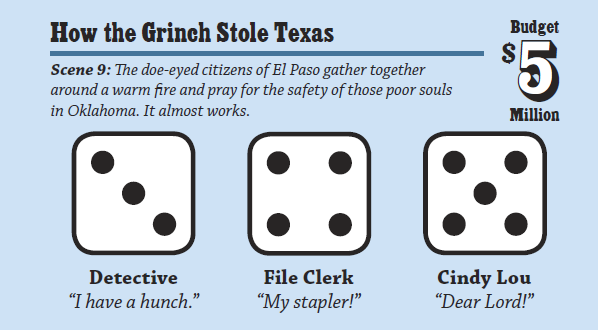 How the Grinch Stole Texas
Budget
$5
Million
Scene 9: The doe-eyed citizens of El Paso gather together
around a warm fire and pray for the safety of those poor souls
in Oklahoma. It almost works.
Detective
“I have a hunch.”
File Clerk
“My stapler!”
Cindy Lou
“Dear Lord!”